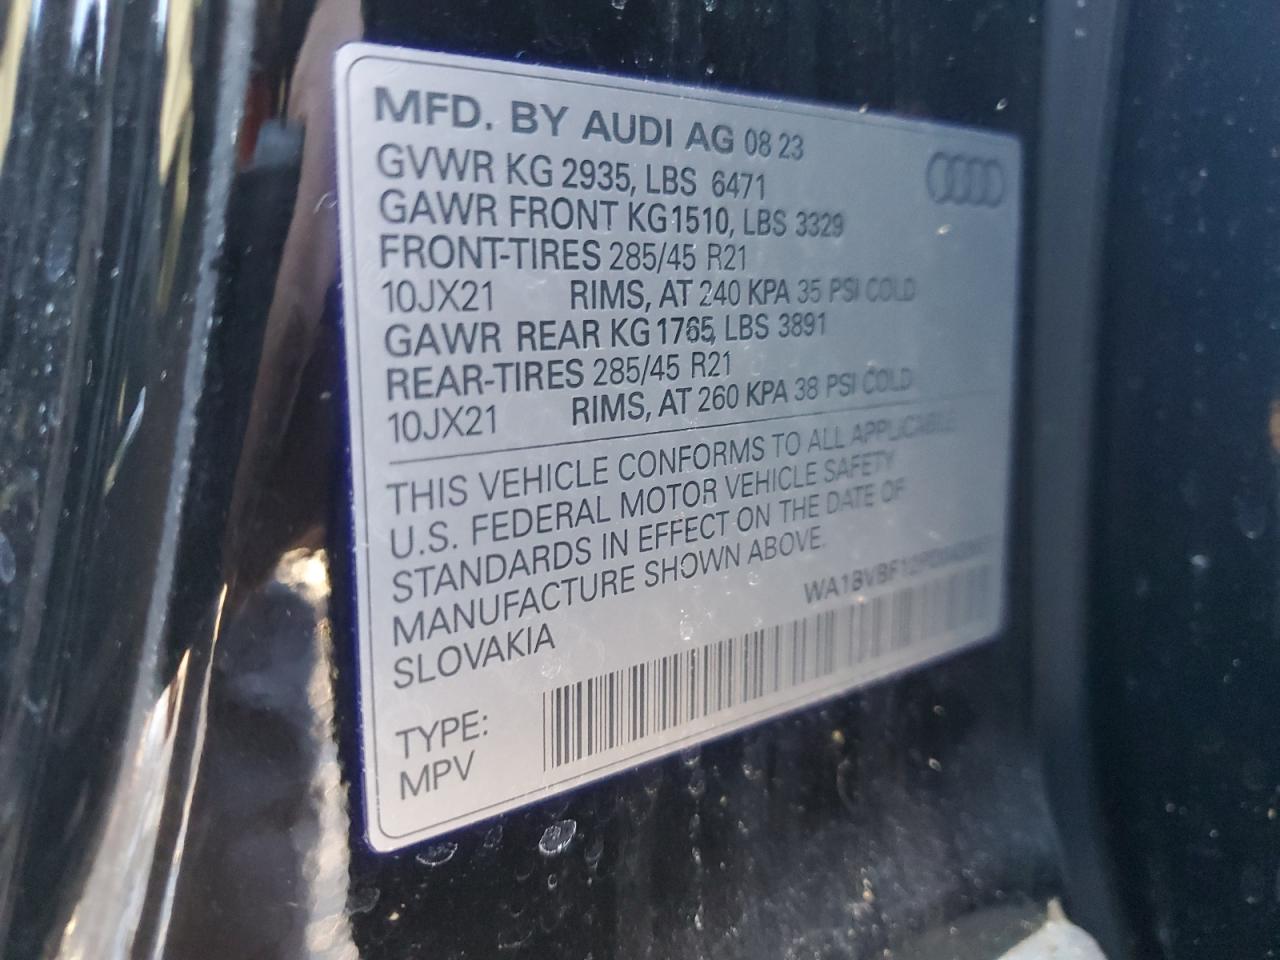 MFD. BY AUDI AG 08 23
GVWR KG 2935, LBS 6471
GAWR FRONT KG1510, LBS 3329
FRONT-TIRES 285/45 R21
10JX21 RIMS, AT 240 KPA 35 PSI COLD
GAWR REAR KG 1765, LBS 3891
REAR-TIRES 285/45 R21
10JX21 RIMS, AT 260 KPA 38 PSI COLD
THIS VEHICLE CONFORMS TO ALL APPLICABLE
U.S. FEDERAL MOTOR VEHICLE SAFETY
STANDARDS IN EFFECT ON THE DATE OF
MANUFACTURE SHOWN ABOVE.
SLOVAKIA
TYPE:
MPV